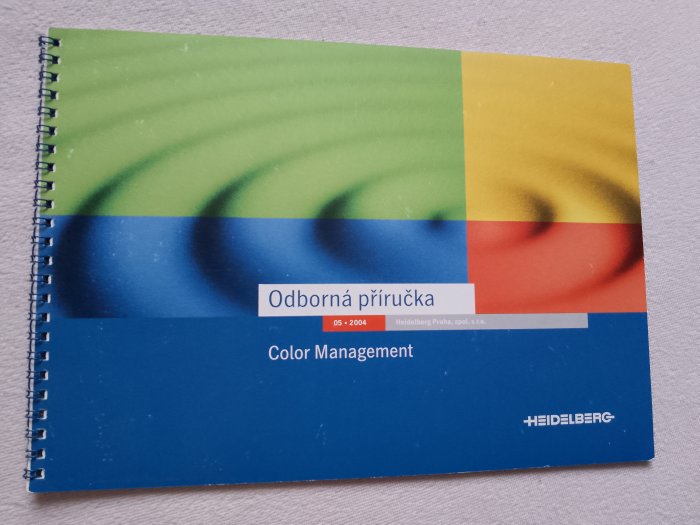 Odborná příručka
05 • 2004
Heidelberg Praha, spol. s r.o.
Color Management
HEIDELBERG